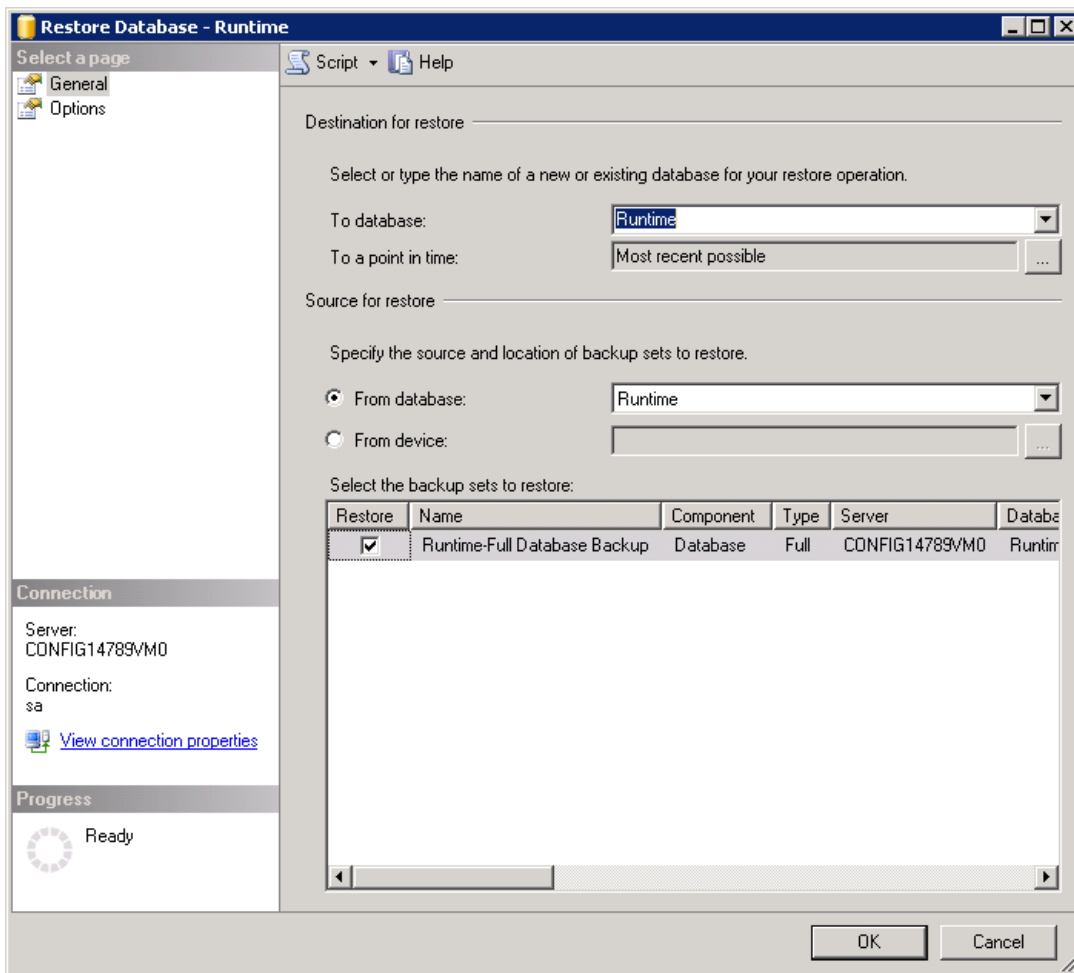 Restore Database - Runtime
Select a page
General
Options
Script
Help
Destination for restore
Select or type the name of a new or existing database for your restore operation.
To database:
Runtime
To a point in time:
Most recent possible
...
Source for restore
Specify the source and location of backup sets to restore.
From database:
Runtime
From device:
...
Select the backup sets to restore:
Restore Name Component Type Server Databa
Runtime-Full Database Backup Database Full CONFIG14789VM0 Runtim
Connection
Server:
CONFIG14789VM0
Connection:
sa
View connection properties
Progress
Ready
OK
Cancel